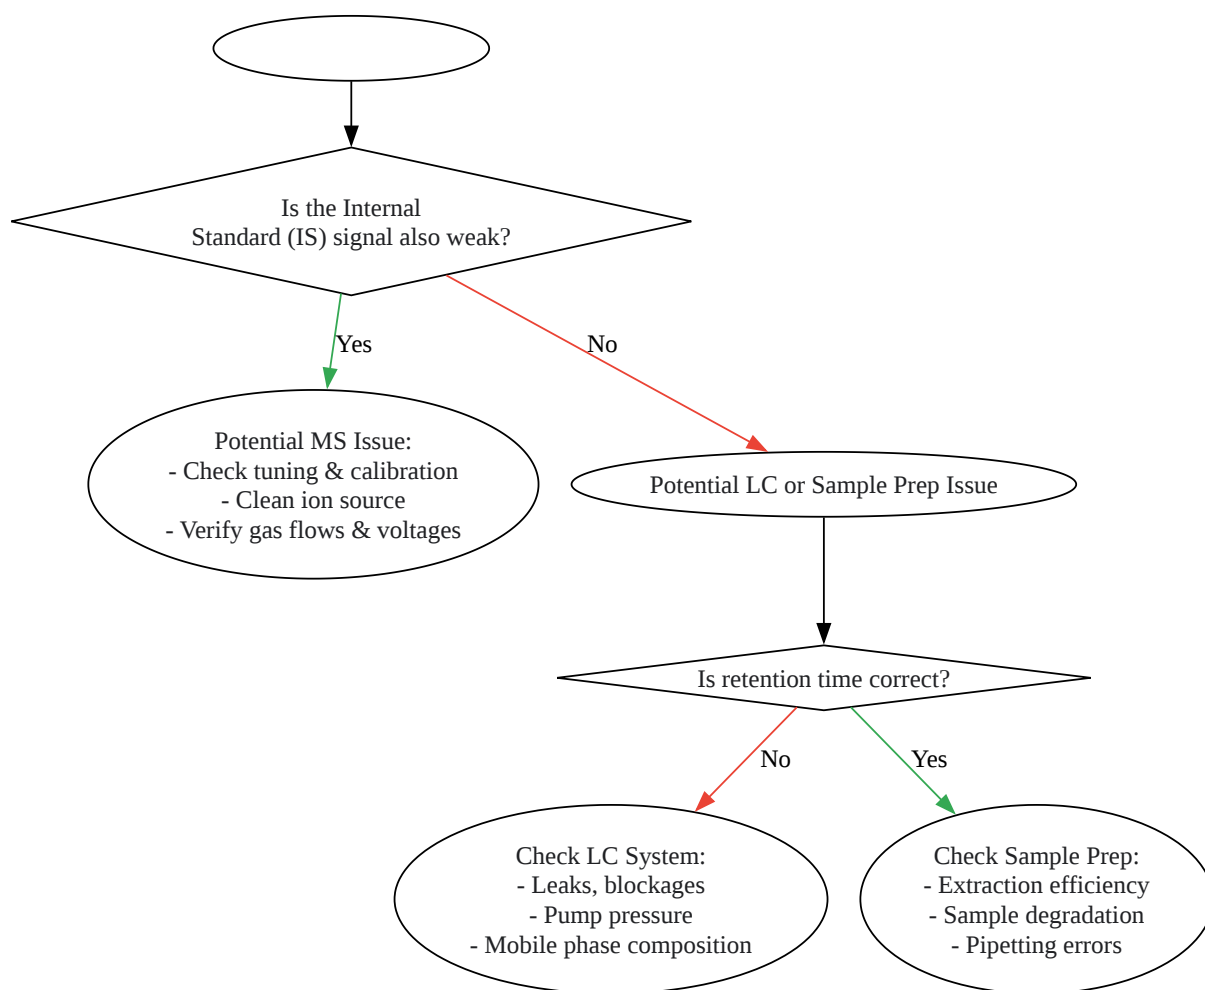 Is the Internal
Standard (IS) signal also weak?
Yes
No
Potential MS Issue:
- Check tuning & calibration
- Clean ion source
- Verify gas flows & voltages
Potential LC or Sample Prep Issue
Is retention time correct?
No
Yes
Check LC System:
- Leaks, blockages
- Pump pressure
- Mobile phase composition
Check Sample Prep:
- Extraction efficiency
- Sample degradation
- Pipetting errors